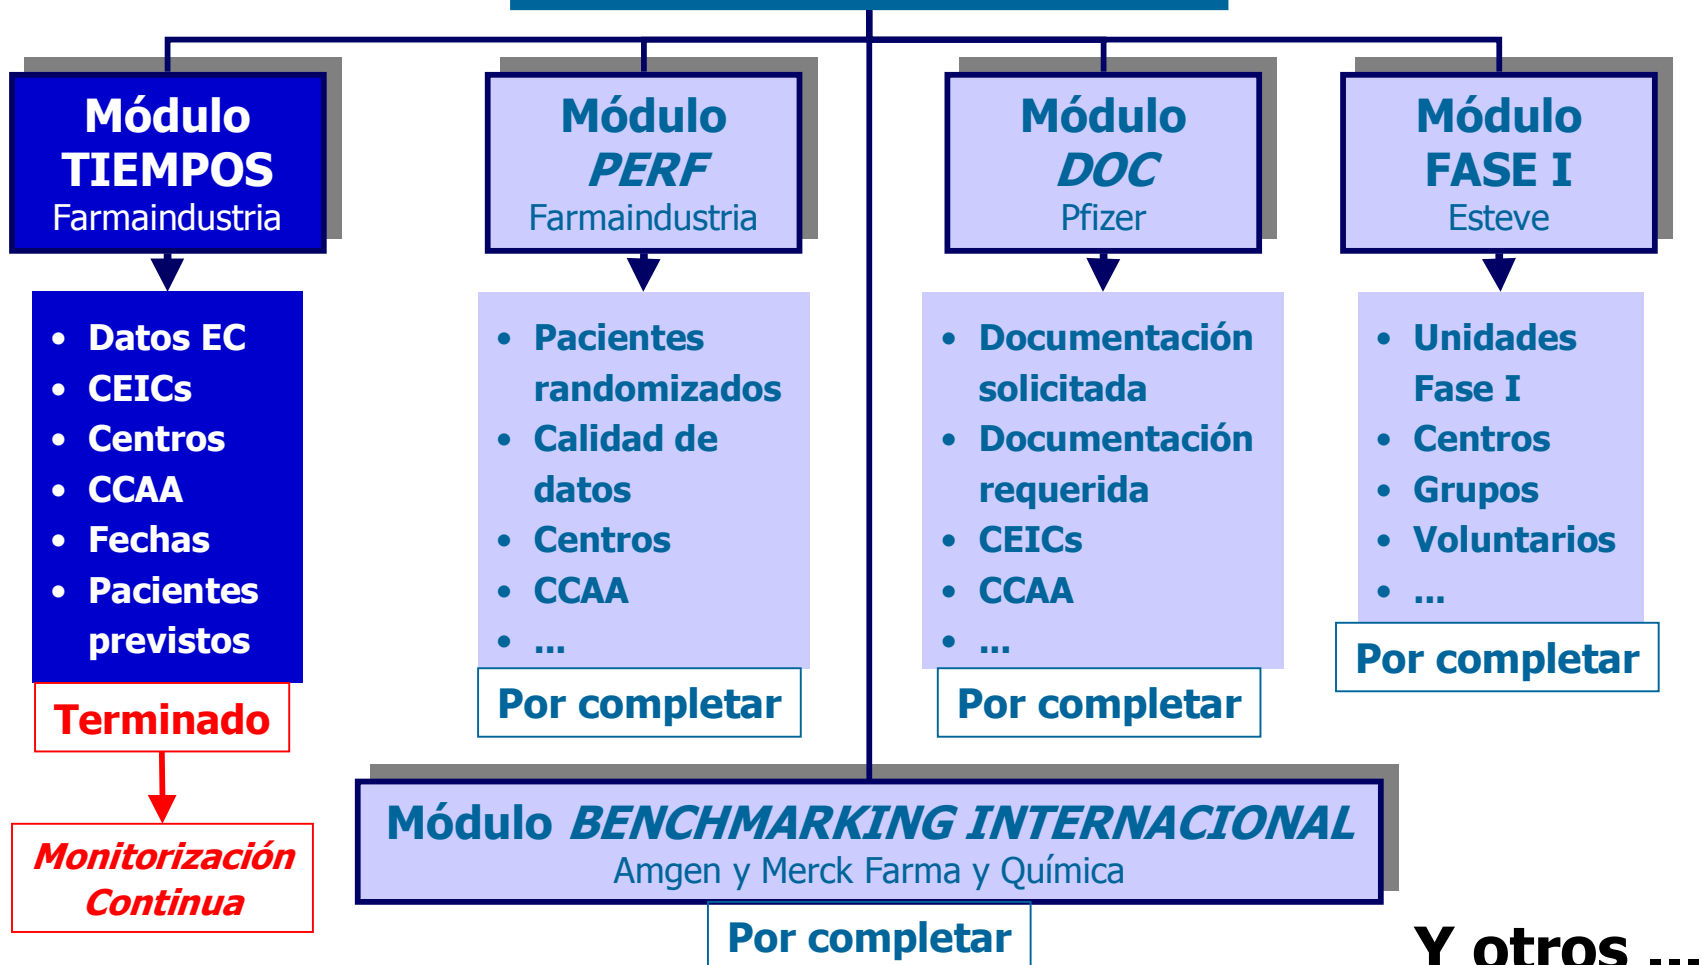 Módulo
TIEMPOS
Farmaindustria
• Datos EC
• CEICs
• Centros
• CCAA
• Fechas
• Pacientes
previstos
Terminado
Monitorización
Continua
Módulo
PERF
Farmaindustria
• Pacientes
randomizados
• Calidad de
datos
• Centros
• CCAA
• ...
Por completar
Módulo
DOC
Pfizer
• Documentación
solicitada
• Documentación
requerida
• CEICs
• CCAA
• ...
Por completar
Módulo
FASE I
Esteve
• Unidades
Fase I
• Centros
• Grupos
• Voluntarios
• ...
Por completar
Módulo BENCHMARKING INTERNACIONAL
Amgen y Merck Farma y Química
Por completar
Y otros ...